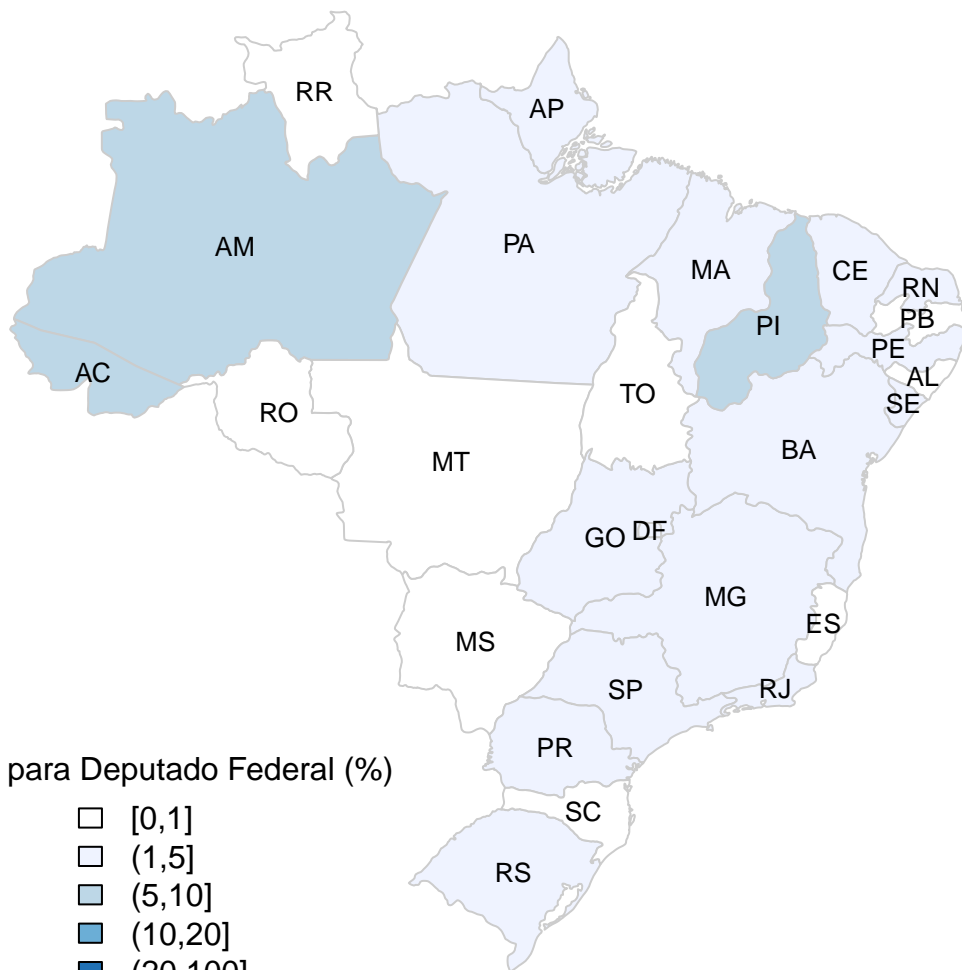 RR
AP
AM
PA
MA
CE
RN
PB
PI
PE
AC
AL
TO
SE
RO
BA
MT
GO
DF
MG
ES
MS
SP
RJ
PR
para Deputado Federal (%)
SC
[0,1]
(1,5]
RS
(5,10]
(10,20]
(20,100]